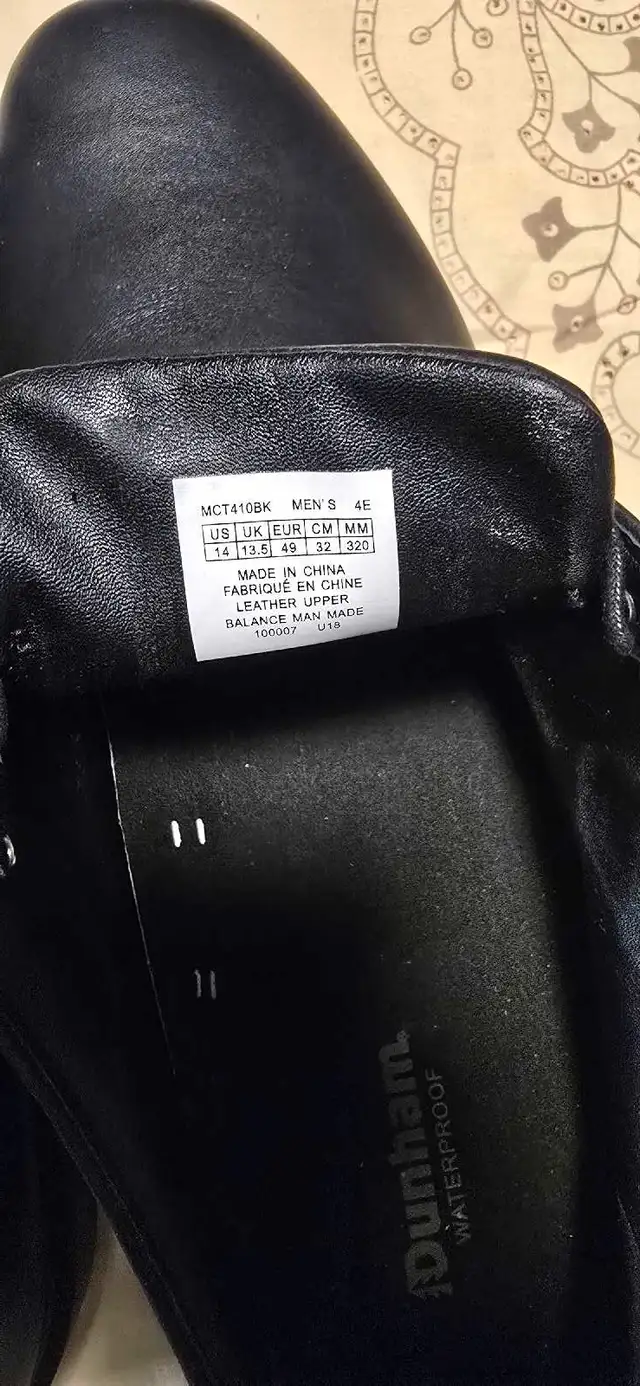 MCT410BK MEN'S 4E
US UK EUR CM MM
14 13.5 49 32 320
MADE IN CHINA
FABRIQUÉ EN CHINE
LEATHER UPPER
BALANCE MAN MADE
100007 U18
Dunham
WATERPROOF